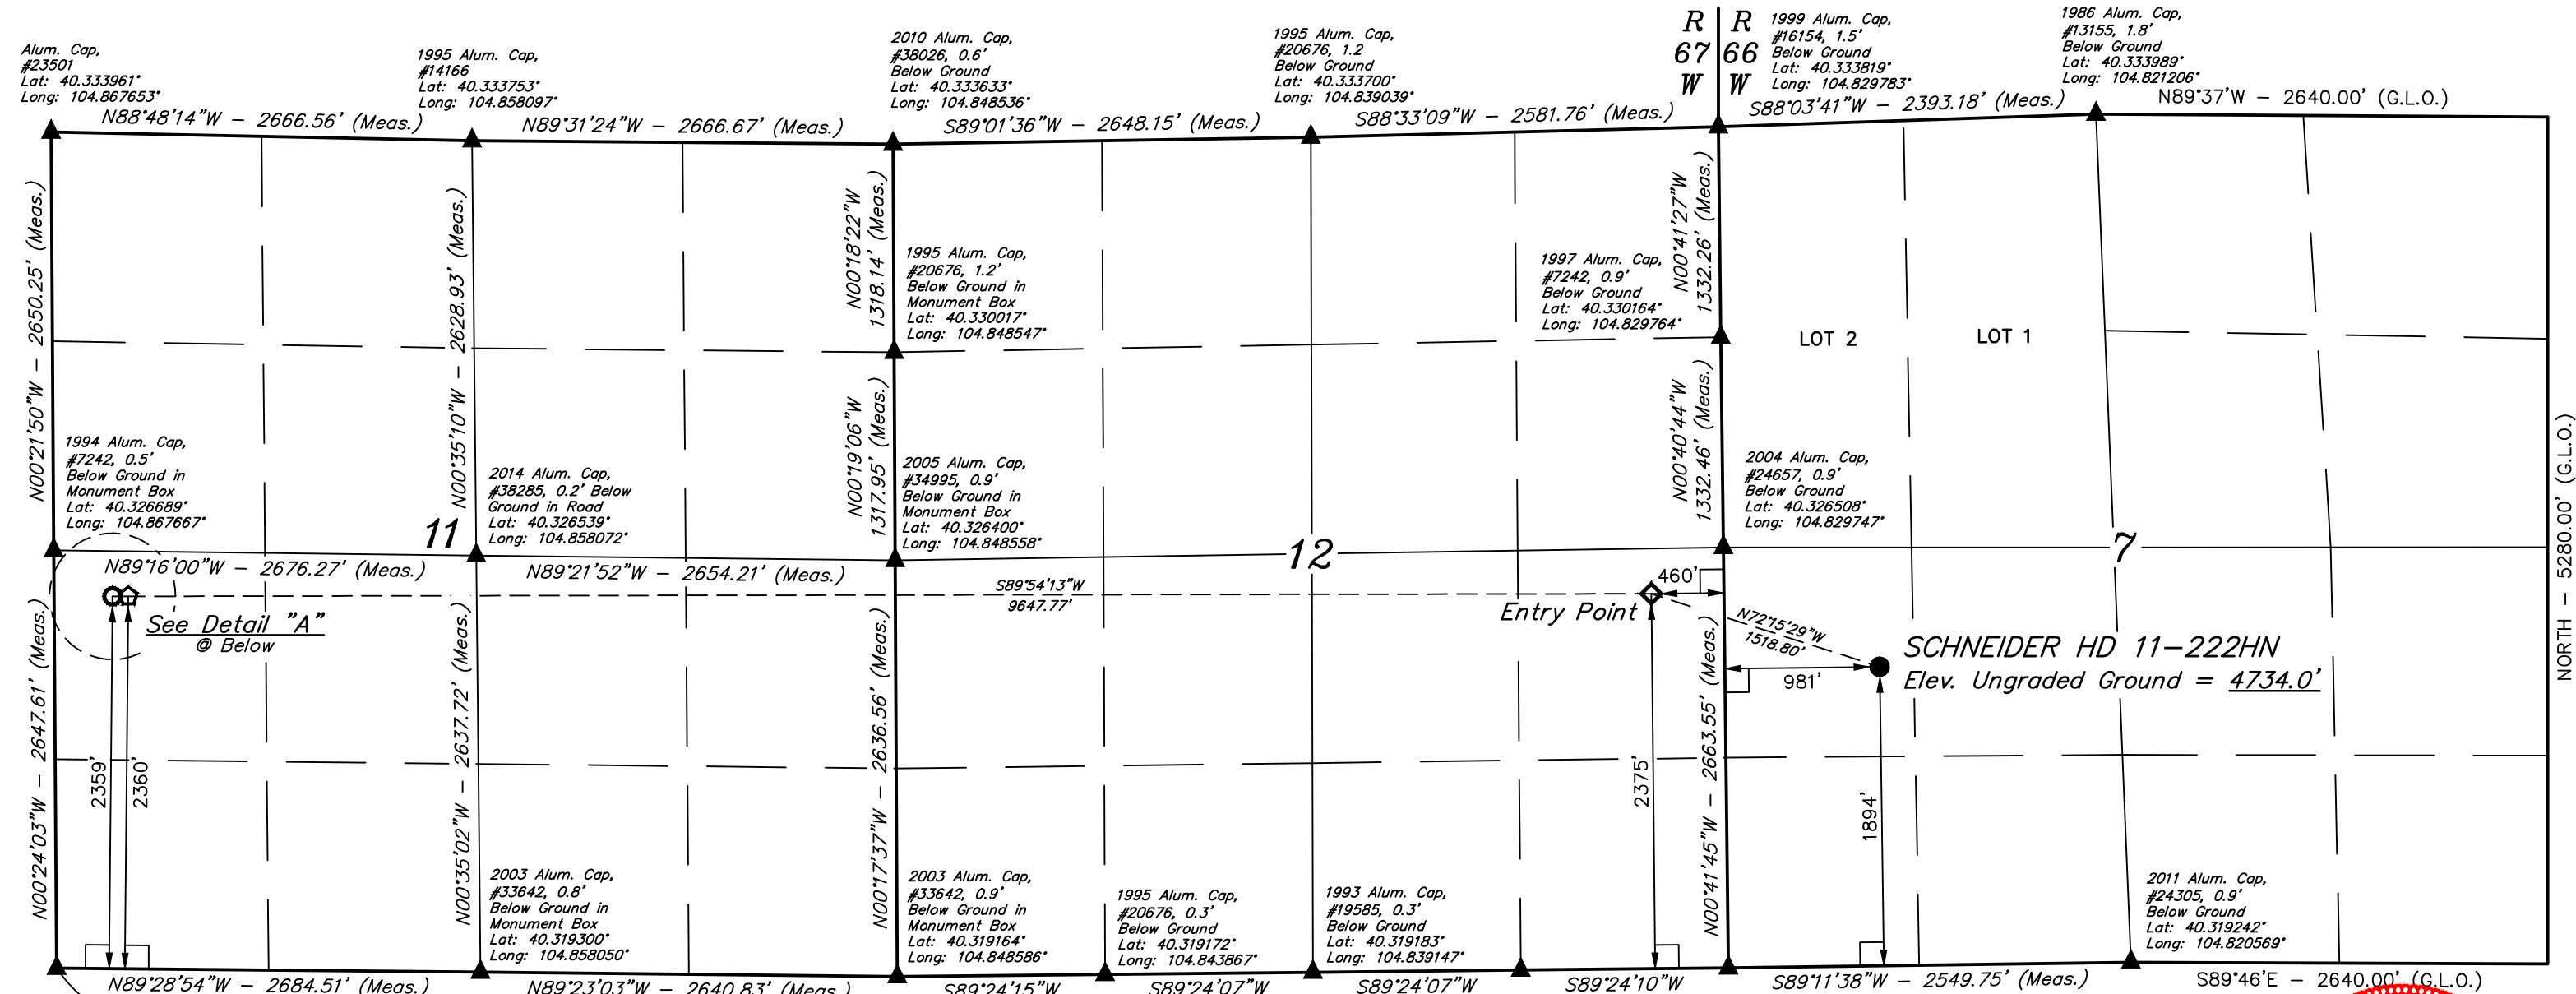 Alum. Cap,
#23501
Lat: 40.333961°
Long: 104.867653°
1995 Alum. Cap,
#14166
Lat: 40.333753°
Long: 104.858097°
2010 Alum. Cap,
#38026, 0.6'
Below Ground
Lat: 40.333633°
Long: 104.848536°
1995 Alum. Cap,
#20676, 1.2
Below Ground
Lat: 40.333700°
Long: 104.839039°
R R
67 66
W W
1999 Alum. Cap,
#16154, 1.5'
Below Ground
Lat: 40.333819°
Long: 104.829783°
1986 Alum. Cap,
#13155, 1.8'
Below Ground
Lat: 40.333989°
Long: 104.821206°
N88°48'14"W – 2666.56' (Meas.)
N89°31'24"W – 2666.67' (Meas.)
S89°01'36"W – 2648.15' (Meas.)
S88°33'09"W – 2581.76' (Meas.)
S88°03'41"W – 2393.18' (Meas.)
N89°37'W – 2640.00' (G.L.O.)
N00°21'50"W – 2650.25' (Meas.)
N00°35'10"W – 2628.93' (Meas.)
N00°18'22"W
1318.14' (Meas.)
1995 Alum. Cap,
#20676, 1.2'
Below Ground in
Monument Box
Lat: 40.330017°
Long: 104.848547°
1997 Alum. Cap,
#7242, 0.9'
Below Ground
Lat: 40.330164°
Long: 104.829764°
N00°41'27"W
1332.26' (Meas.)
LOT 2
LOT 1
1994 Alum. Cap,
#7242, 0.5'
Below Ground in
Monument Box
Lat: 40.326689°
Long: 104.867667°
2014 Alum. Cap,
#38285, 0.2' Below
Ground in Road
Lat: 40.326539°
Long: 104.858072°
N00°19'06"W
1317.95' (Meas.)
2005 Alum. Cap,
#34995, 0.9'
Below Ground in
Monument Box
Lat: 40.326400°
Long: 104.848558°
N00°40'44"W
1332.46' (Meas.)
2004 Alum. Cap,
#24657, 0.9'
Below Ground
Lat: 40.326508°
Long: 104.829747°
NORTH – 5280.00' (G.L.O.)
11
12
7
N89°16'00"W – 2676.27' (Meas.)
N89°21'52"W – 2654.21' (Meas.)
S89°54'13"W
9647.77'
460'
Entry Point
N72°15'29"W
1518.80'
See Detail "A"
@ Below
SCHNEIDER HD 11-222HN
Elev. Ungraded Ground = 4734.0'
981'
N00°24'03"W – 2647.61' (Meas.)
2359'
2360'
N00°35'02"W – 2637.72' (Meas.)
N00°17'37"W – 2636.56' (Meas.)
2375'
N00°41'45"W – 2663.55' (Meas.)
1894'
2003 Alum. Cap,
#33642, 0.8'
Below Ground in
Monument Box
Lat: 40.319300°
Long: 104.858050°
2003 Alum. Cap,
#33642, 0.9'
Below Ground in
Monument Box
Lat: 40.319164°
Long: 104.848586°
1995 Alum. Cap,
#20676, 0.3'
Below Ground
Lat: 40.319172°
Long: 104.843867°
1993 Alum. Cap,
#19585, 0.3'
Below Ground
Lat: 40.319183°
Long: 104.839147°
2011 Alum. Cap,
#24305, 0.9'
Below Ground
Lat: 40.319242°
Long: 104.820569°
N89°28'54"W – 2684.51' (Meas.)
N89°23'03"W – 2640.83' (Meas.)
S89°24'15"W
S89°24'07"W
S89°24'07"W
S89°24'10"W
S89°11'38"W – 2549.75' (Meas.)
S89°46'E – 2640.00' (G.L.O.)